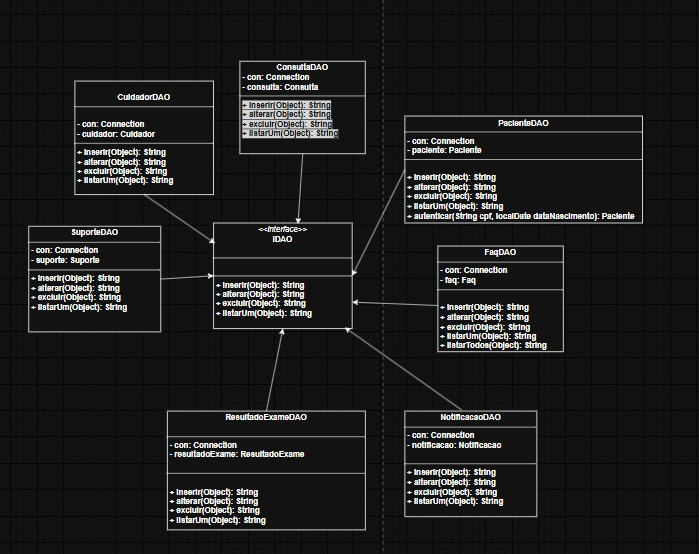 ConsultaDAO
- con: Connection
- consulta: Consulta
+ inserir(Object): String
+ alterar(Object): String
+ excluir(Object): String
+ listarUm(Object): String
CuidadorDAO
- con: Connection
- cuidador: Cuidador
+ inserir(Object): String
+ alterar(Object): String
+ excluir(Object): String
+ listarUm(Object): String
PacienteDAO
- con: Connection
- paciente: Paciente
+ inserir(Object): String
+ alterar(Object): String
+ excluir(Object): String
+ listarUm(Object): String
+ autenticar(String cpf, localDate dataNascimento): Paciente
SuporteDAO
- con: Connection
- suporte: Suporte
+ inserir(Object): String
+ alterar(Object): String
+ excluir(Object): String
+ listarUm(Object): String
<<Interface>>
IDAO
+ inserir(Object): String
+ alterar(Object): String
+ excluir(Object): String
+ listarUm(Object): String
FaqDAO
- con: Connection
- faq: Faq
+ inserir(Object): String
+ alterar(Object): String
+ excluir(Object): String
+ listarUm(Object): String
+ listarTodos(Object): String
ResultadoExameDAO
- con: Connection
- resultadoExame: ResultadoExame
+ inserir(Object): String
+ alterar(Object): String
+ excluir(Object): String
+ listarUm(Object): String
NotificacaoDAO
- con: Connection
- notificacao: Notificacao
+ inserir(Object): String
+ alterar(Object): String
+ excluir(Object): String
+ listarUm(Object): String